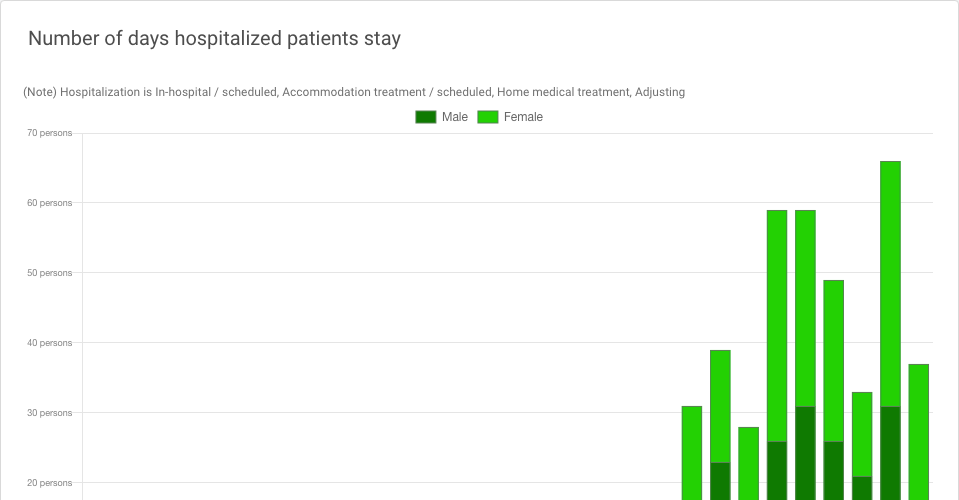 Number of days hospitalized patients stay
(Note) Hospitalization is In-hospital / scheduled, Accommodation treatment / scheduled, Home medical treatment, Adjusting
Male Female
70 persons
60 persons
50 persons
40 persons
30 persons
20 persons